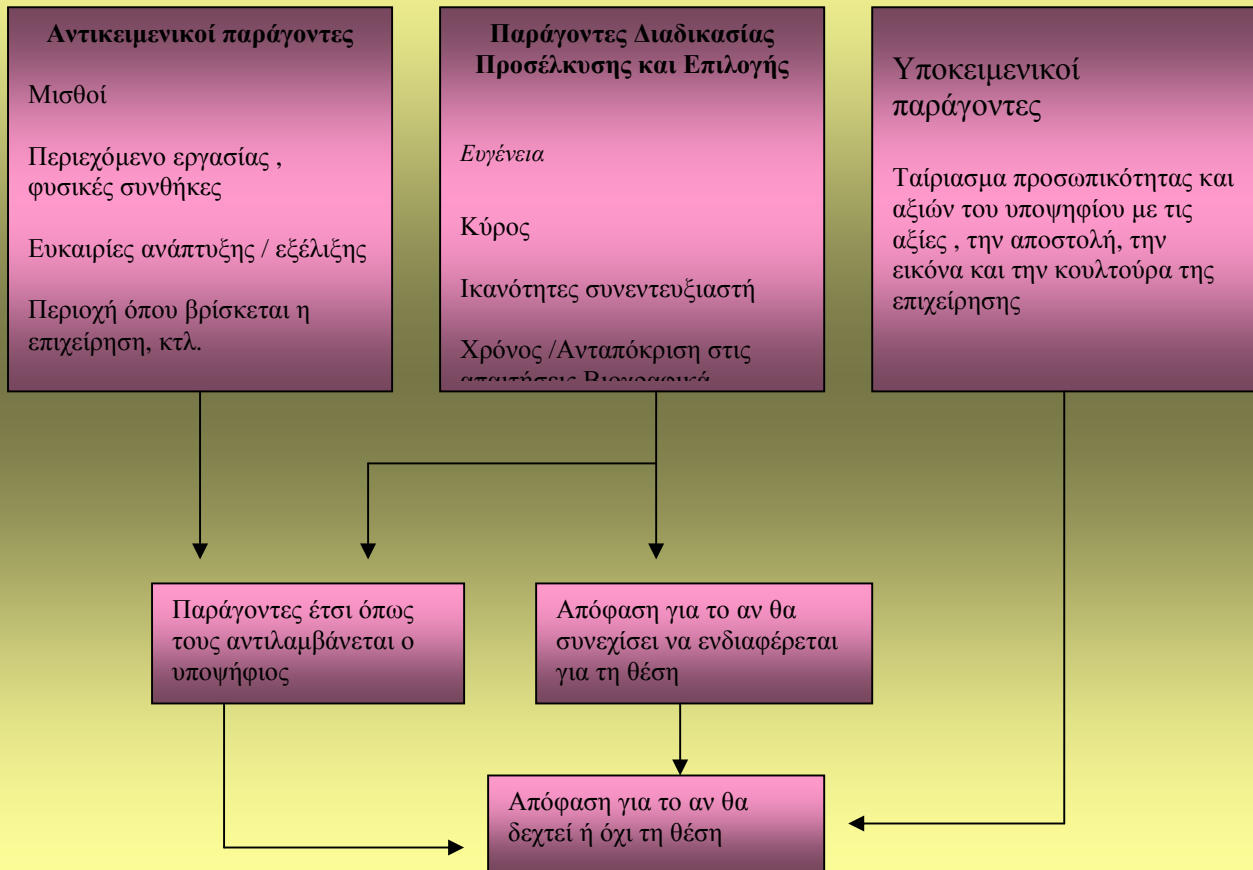 Αντικειμενικοί παράγοντες
Μισθοί
Περιεχόμενο εργασίας ,
φυσικές συνθήκες
Ευκαιρίες ανάπτυξης / εξέλιξης
Περιοχή όπου βρίσκεται η
επιχείρηση, κτλ.
Παράγοντες Διαδικασίας
Προσέλκυσης και Επιλογής
Ευγένεια
Κύρος
Ικανότητες συνεντευξιαστή
Χρόνος /Ανταπόκριση στις
απαιτήσεις Βιογραφικά
Υποκειμενικοί
παράγοντες
Ταίριασμα προσωπικότητας και
αξιών του υποψηφίου με τις
αξίες , την αποστολή, την
εικόνα και την κουλτούρα της
επιχείρησης
Παράγοντες έτσι όπως
τους αντιλαμβάνεται ο
υποψήφιος
Απόφαση για το αν θα
συνεχίσει να ενδιαφέρεται
για τη θέση
Απόφαση για το αν θα
δεχτεί ή όχι τη θέση